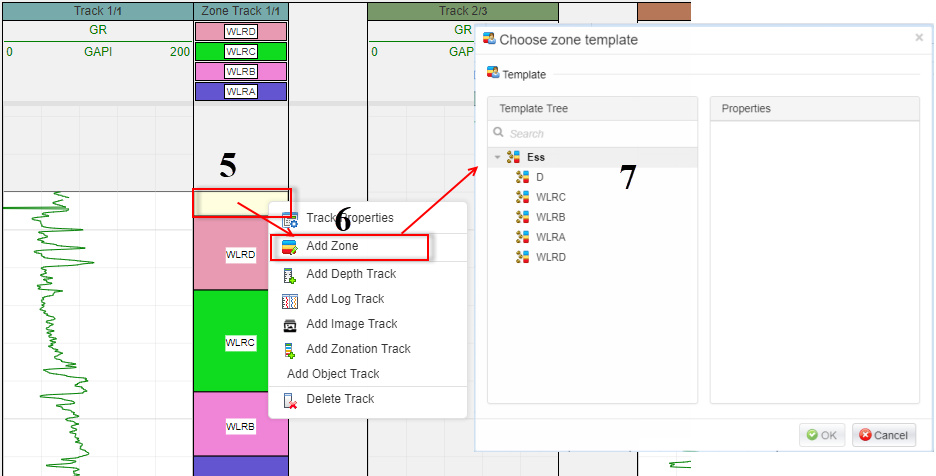 Track 1/1
GR
0 GAPI 200
Zone Track 1/1
WLRD
WLRC
WLRB
WLRA
Track 2/3
GR
0 GAP
5
6
7
WLRD
WLRC
WLRB
Track Properties
Add Zone
Add Depth Track
Add Log Track
Add Image Track
Add Zonation Track
Add Object Track
Delete Track
Choose zone template
Template
Template Tree
Search
Ess
D
WLRC
WLRB
WLRA
WLRD
Properties
OK
Cancel